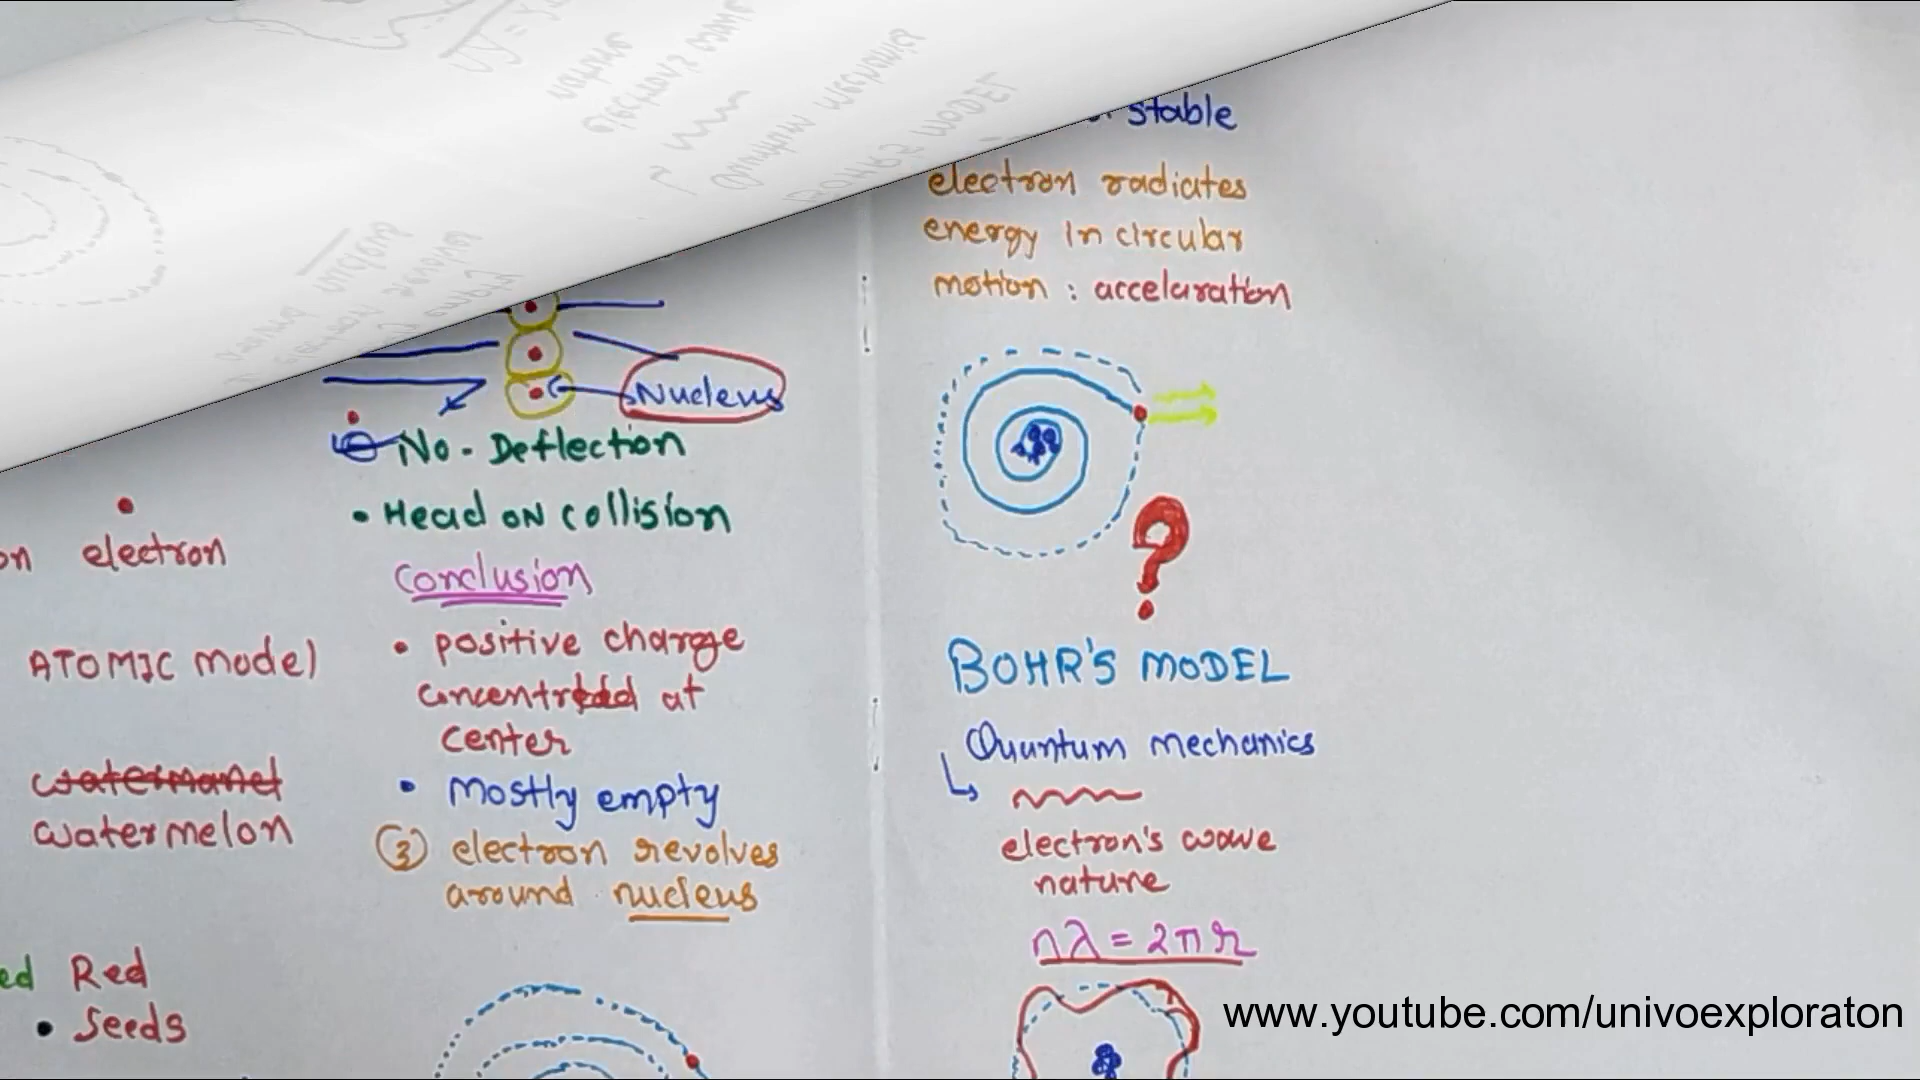 Nucleus
No - Deflection
• Head on collision
Conclusion
• positive charge
concentrated at
center
• mostly empty
③ electron revolves
around nucleus
electron
ATOMIC model
watermelon
Red
• Seeds
stable
electron radiates
energy in circular
motion : accelaration
?
BOHR'S MODEL
Quantum mechanics
electron's wave
nature
nλ = 2πr
www.youtube.com/univoexploraton